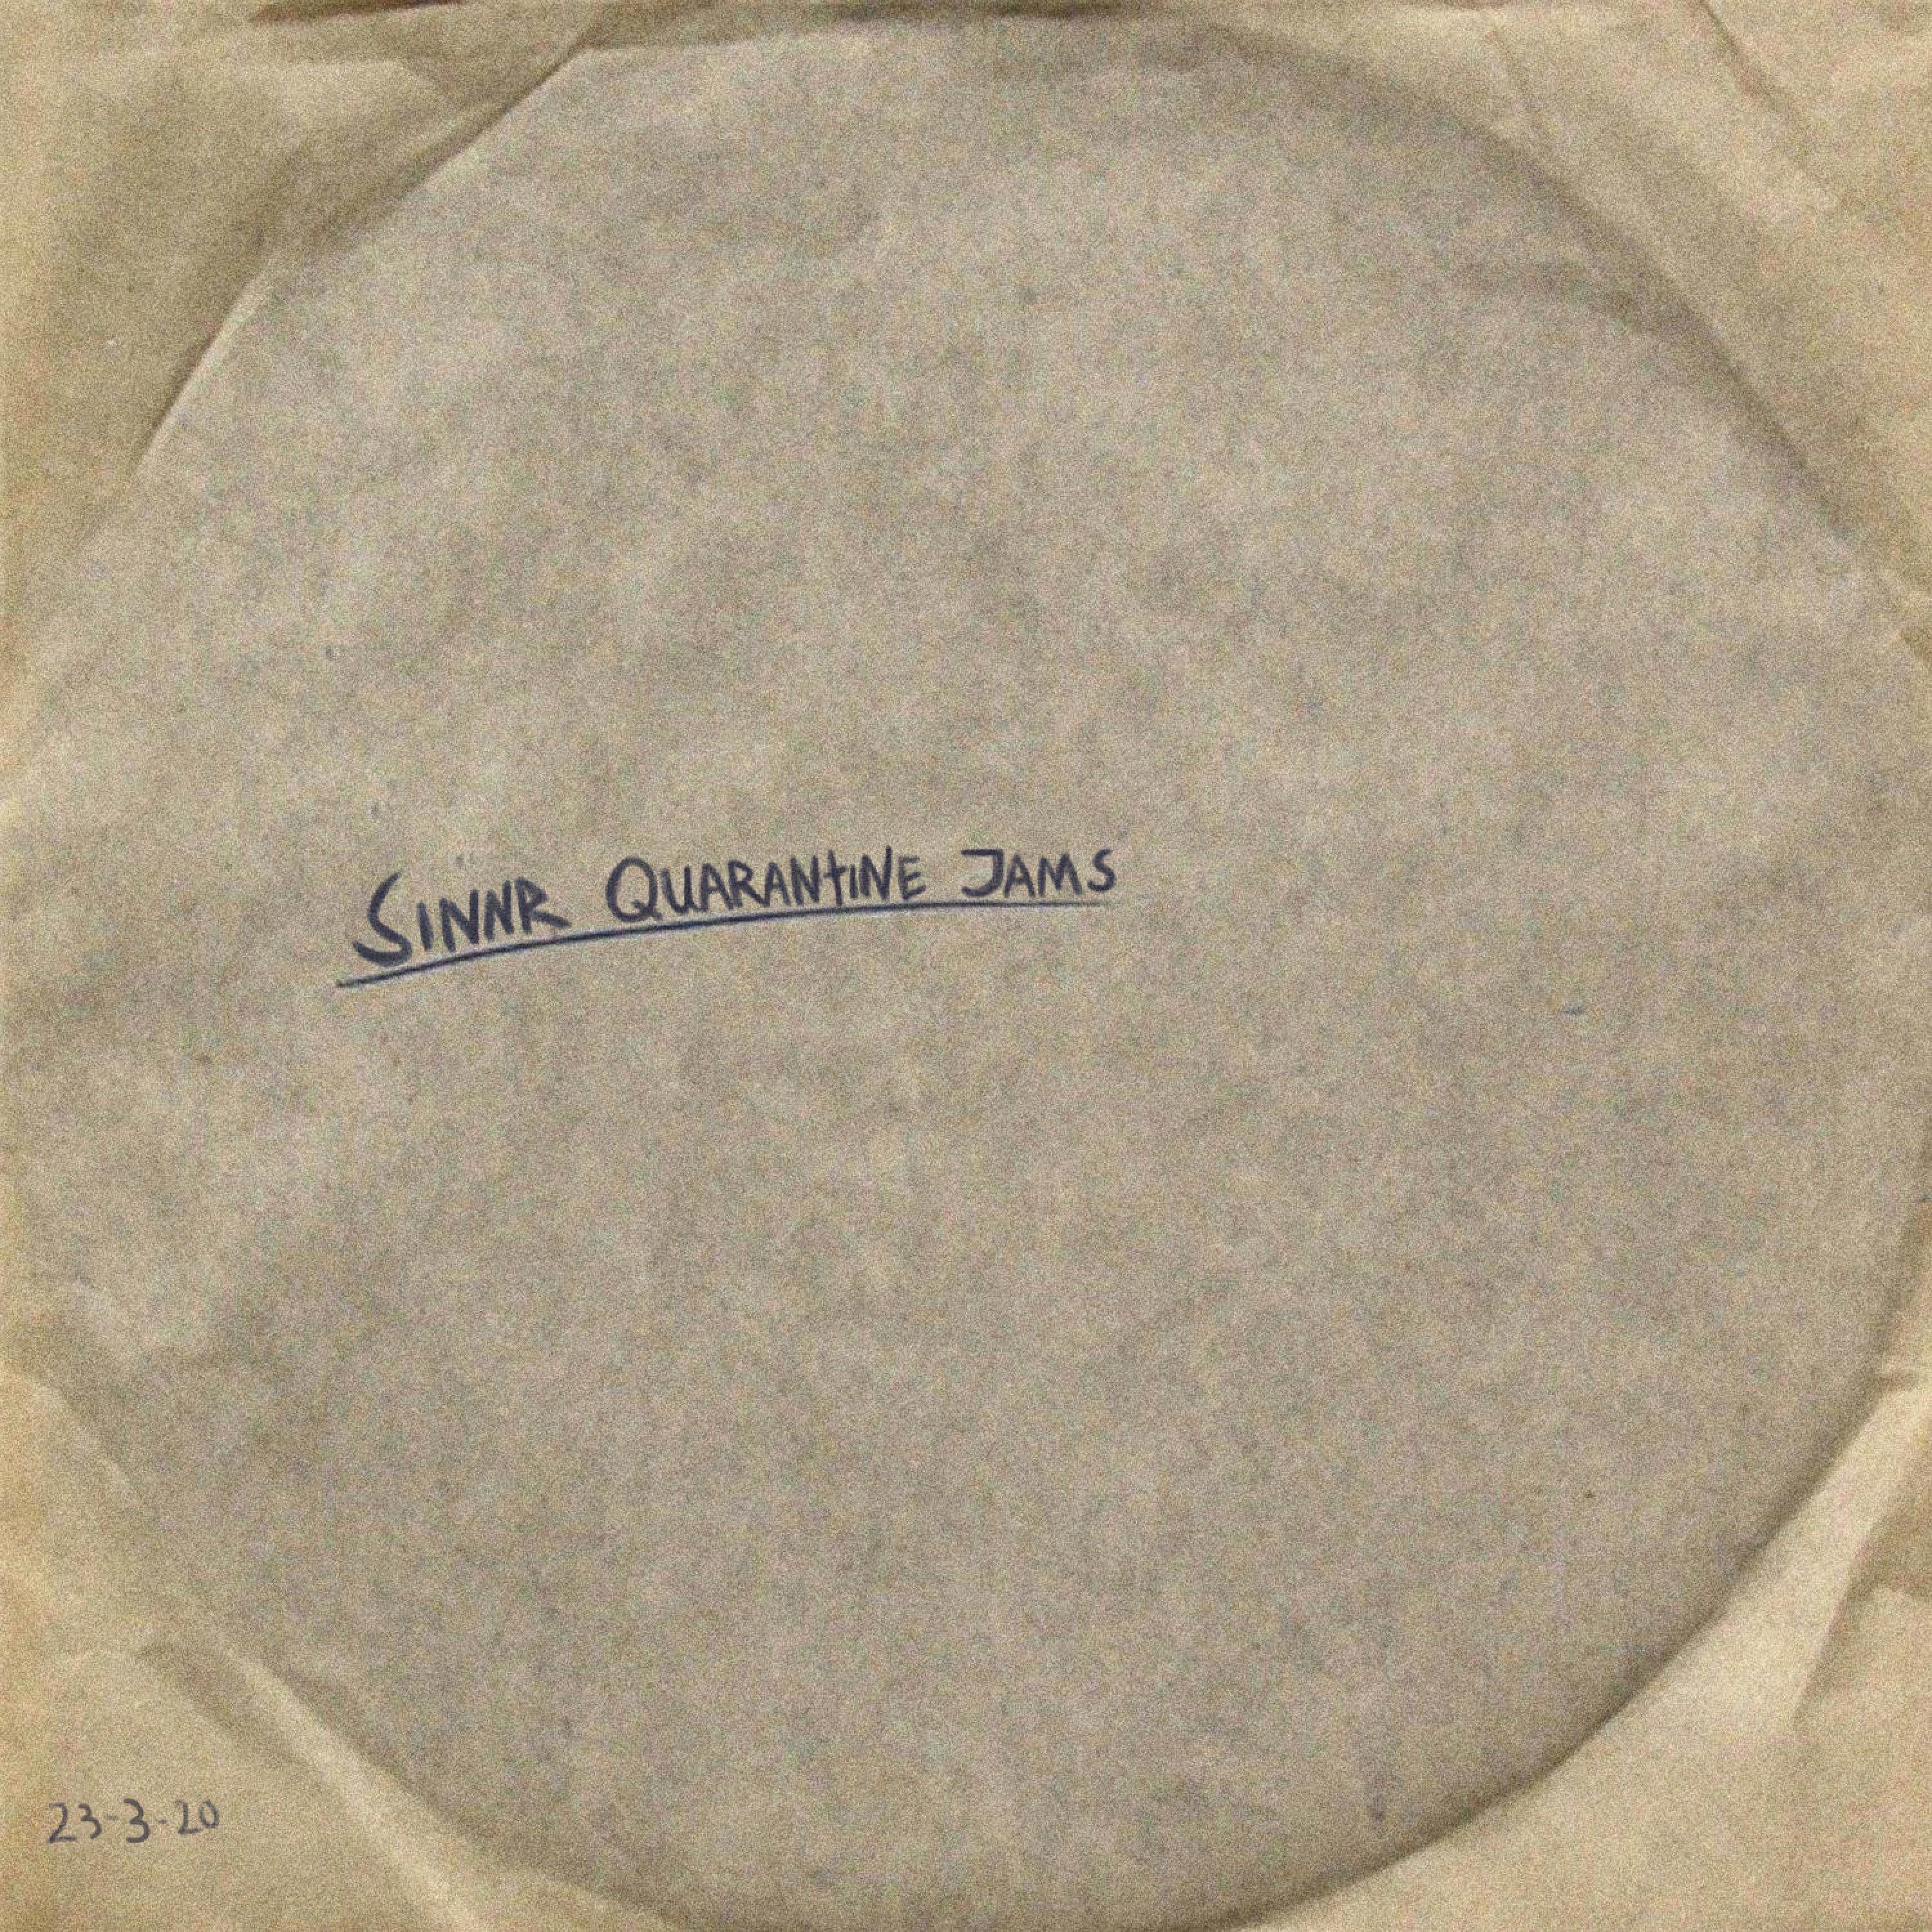 SINNR QUARANTINE JAMS
23-3-20